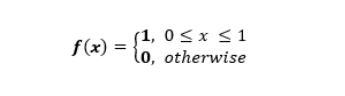 f(x) = {1, 0 ≤ x ≤ 1
0, otherwise